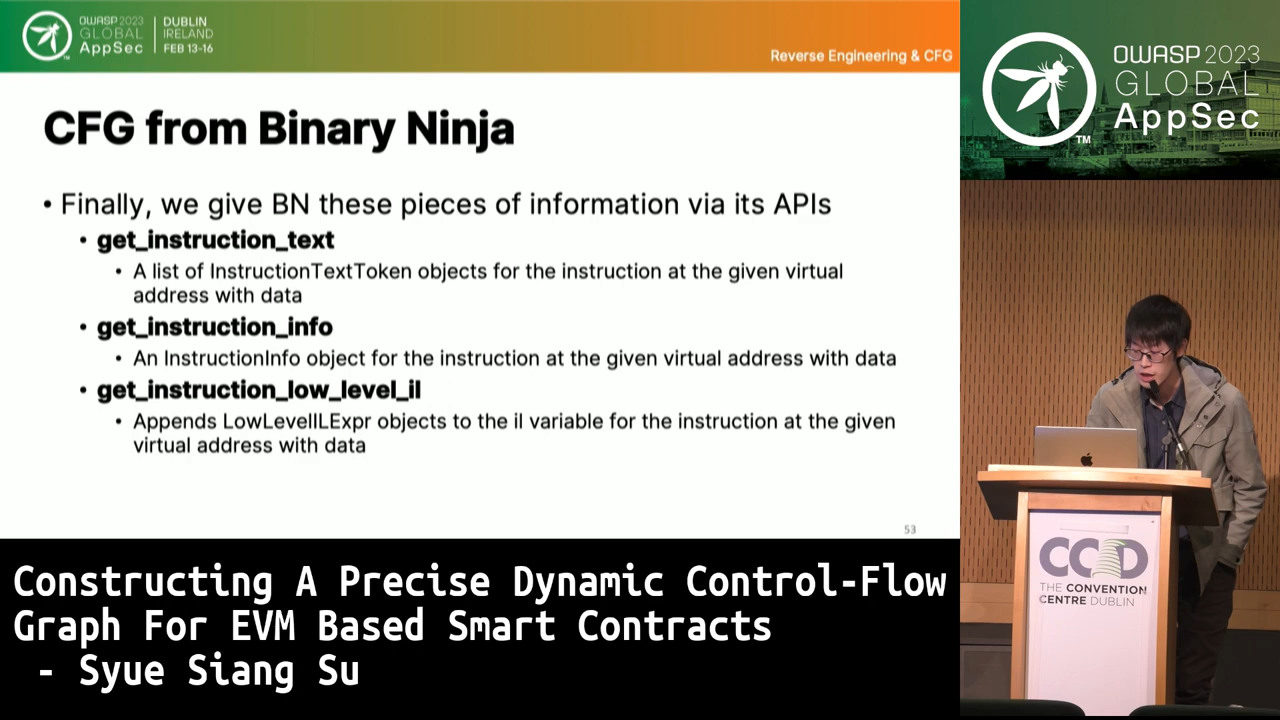 OWASP 2023
GLOBAL
AppSec
DUBLIN
IRELAND
FEB 13-16
TM
Reverse Engineering & CFG
CFG from Binary Ninja
• Finally, we give BN these pieces of information via its APIs
• get_instruction_text
• A list of InstructionTextToken objects for the instruction at the given virtual
address with data
• get_instruction_info
• An InstructionInfo object for the instruction at the given virtual address with data
• get_instruction_low_level_il
• Appends LowLevelILExpr objects to the il variable for the instruction at the given
virtual address with data
53
OWASP 2023
GLOBAL
AppSec
TM
CCD
THE CONVENTION
CENTRE DUBLIN
Constructing A Precise Dynamic Control-Flow
Graph For EVM Based Smart Contracts
- Syue Siang Su